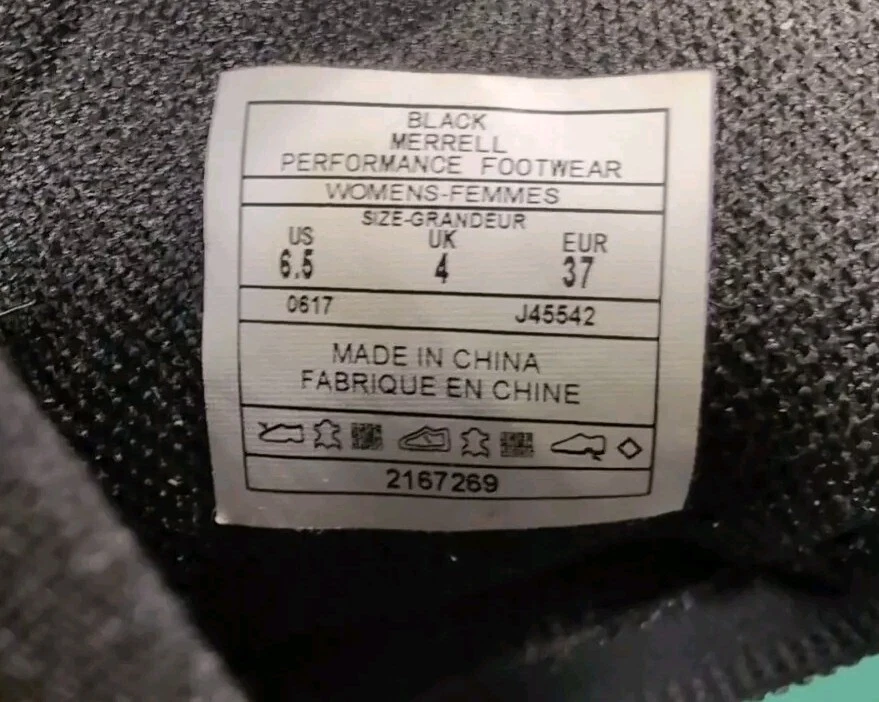 BLACK
MERRELL
PERFORMANCE FOOTWEAR
WOMENS-FEMMES
SIZE-GRANDEUR
US UK EUR
6.5 4 37
0617 J45542
MADE IN CHINA
FABRIQUE EN CHINE
2167269